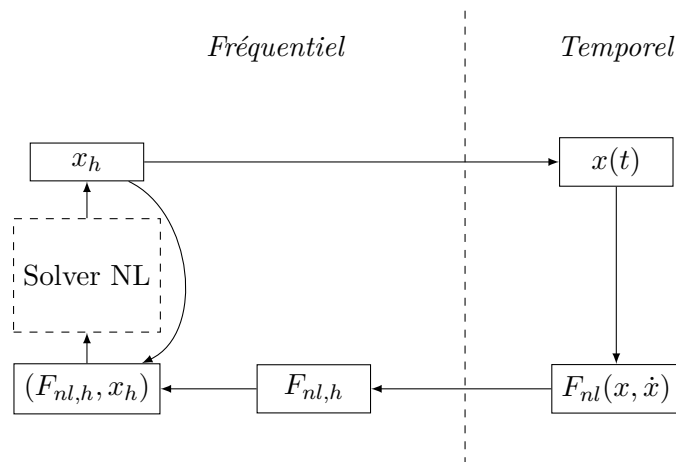 Fréquentiel Temporel
x_h x(t)
Solver NL
(F_{nl,h}, x_h) F_{nl,h} F_{nl}(x, ẋ)